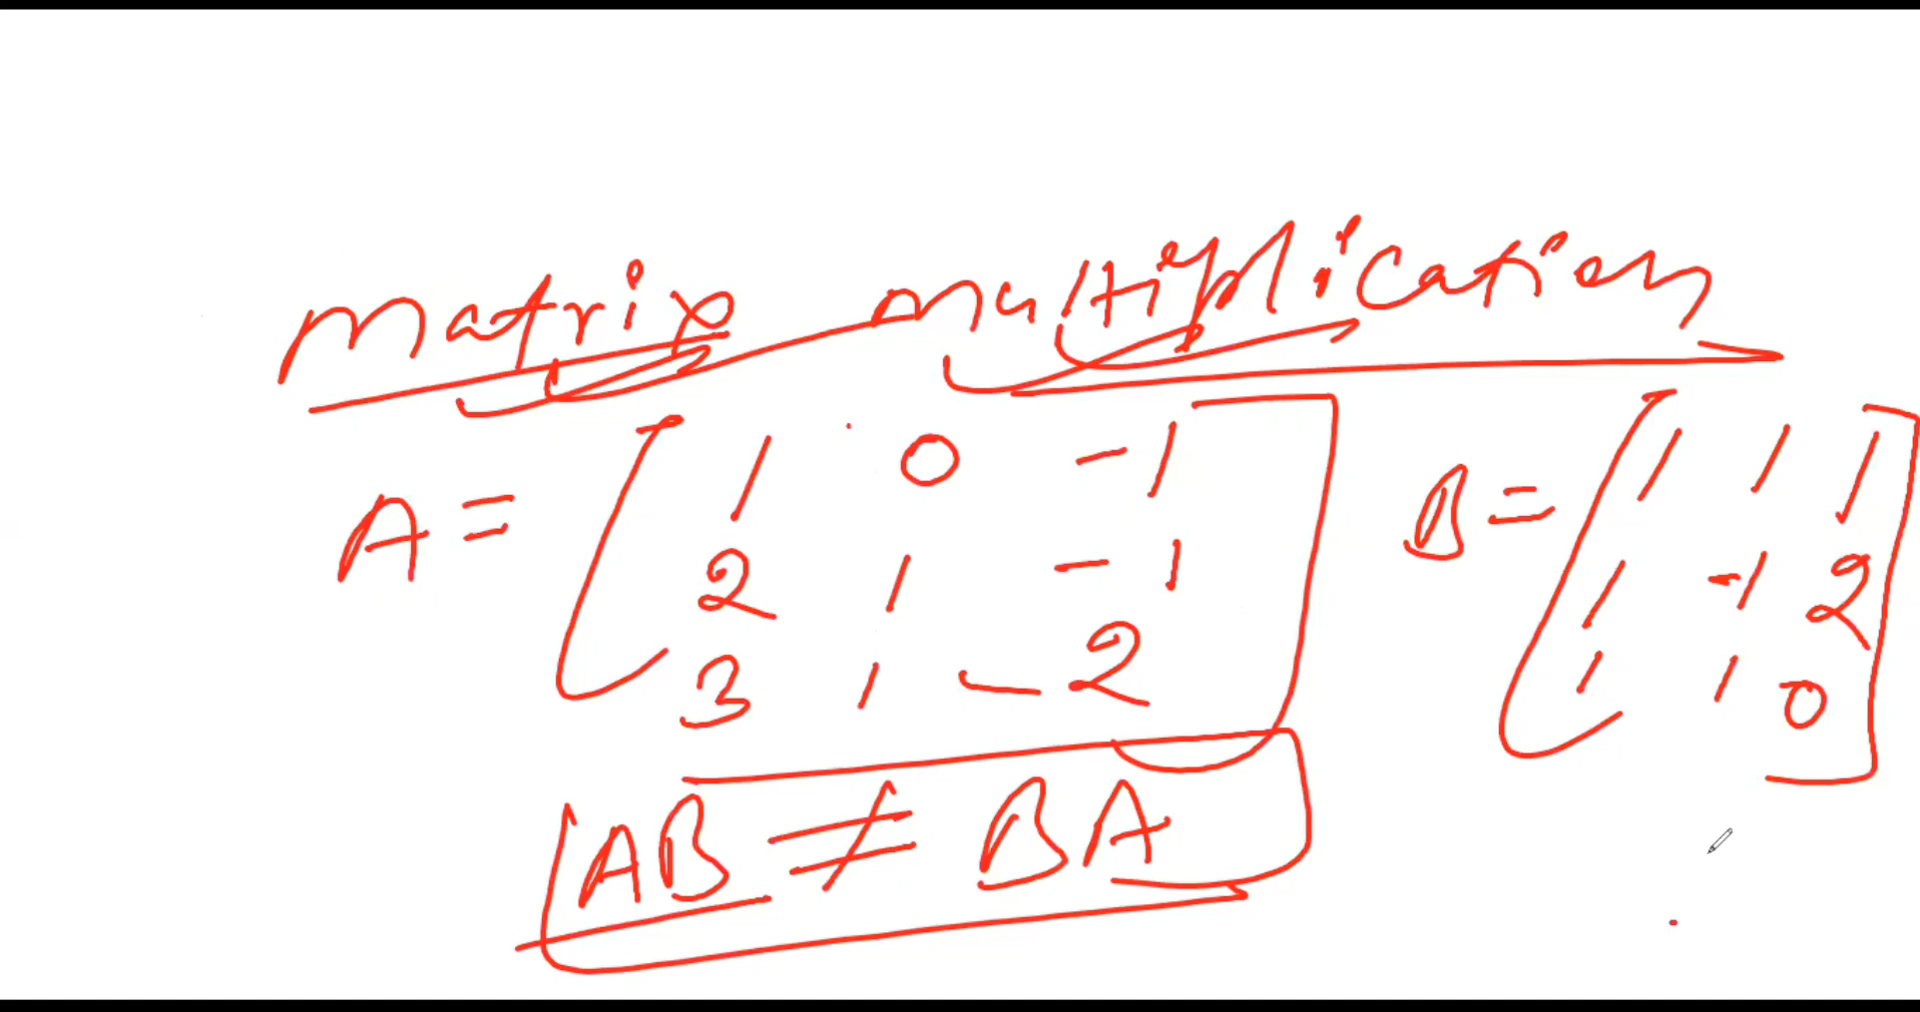 Matrix Multiplication
A = [ 1 0 -1 B = [ 1 1 1 ]
2 1 -1 1 -1 2
3 1 -2 ] 1 1 0 ]
AB ≠ BA